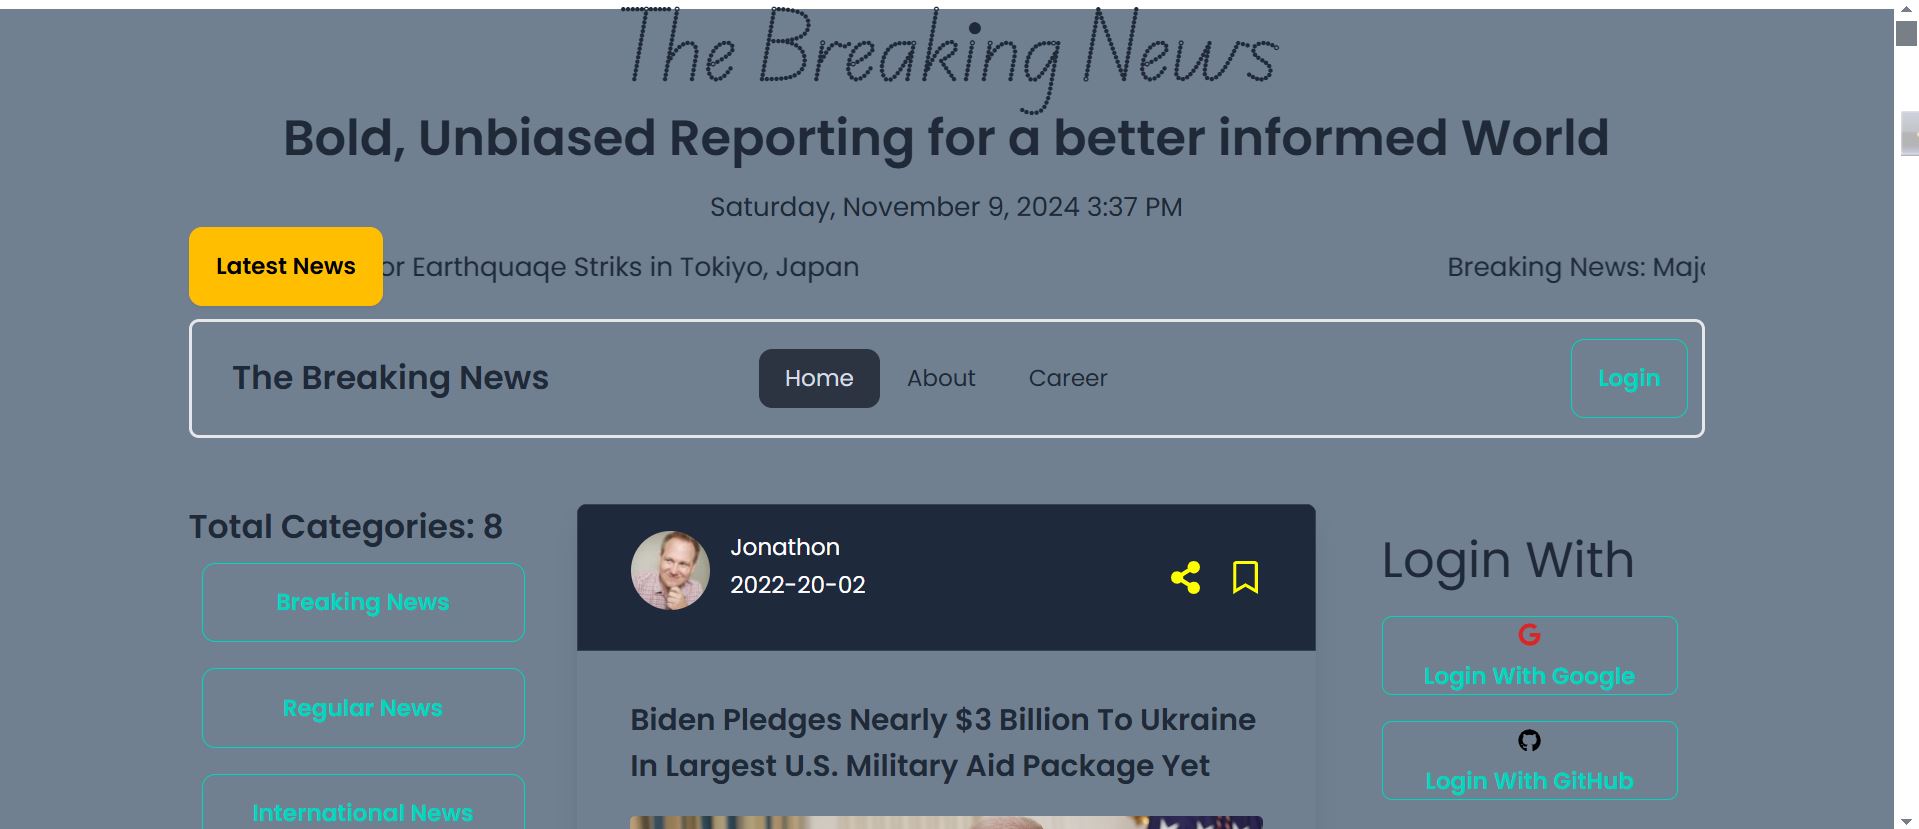 The Breaking News
Bold, Unbiased Reporting for a better informed World
Saturday, November 9, 2024 3:37 PM
Latest News
or Earthquaqe Striks in Tokiyo, Japan
Breaking News: Majo
The Breaking News
Home
About
Career
Login
Total Categories: 8
Breaking News
Regular News
International News
Jonathon
2022-20-02
Biden Pledges Nearly $3 Billion To Ukraine
In Largest U.S. Military Aid Package Yet
Login With
Login With Google
Login With GitHub